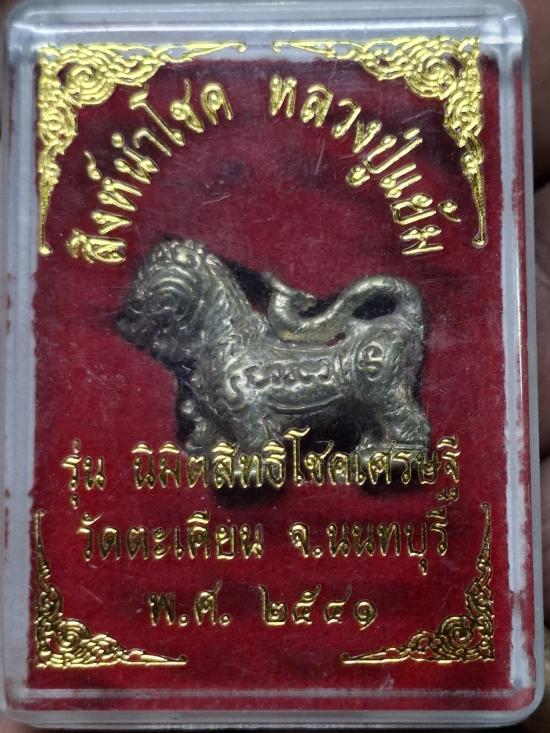 สิงห์นำโชค หลวงปู่แย้ม
รุ่น นิมิตสิทธิโชคเศรษฐี
วัดตะเคียน จ.นนทบุรี
พ.ศ. ๒๕๔๑